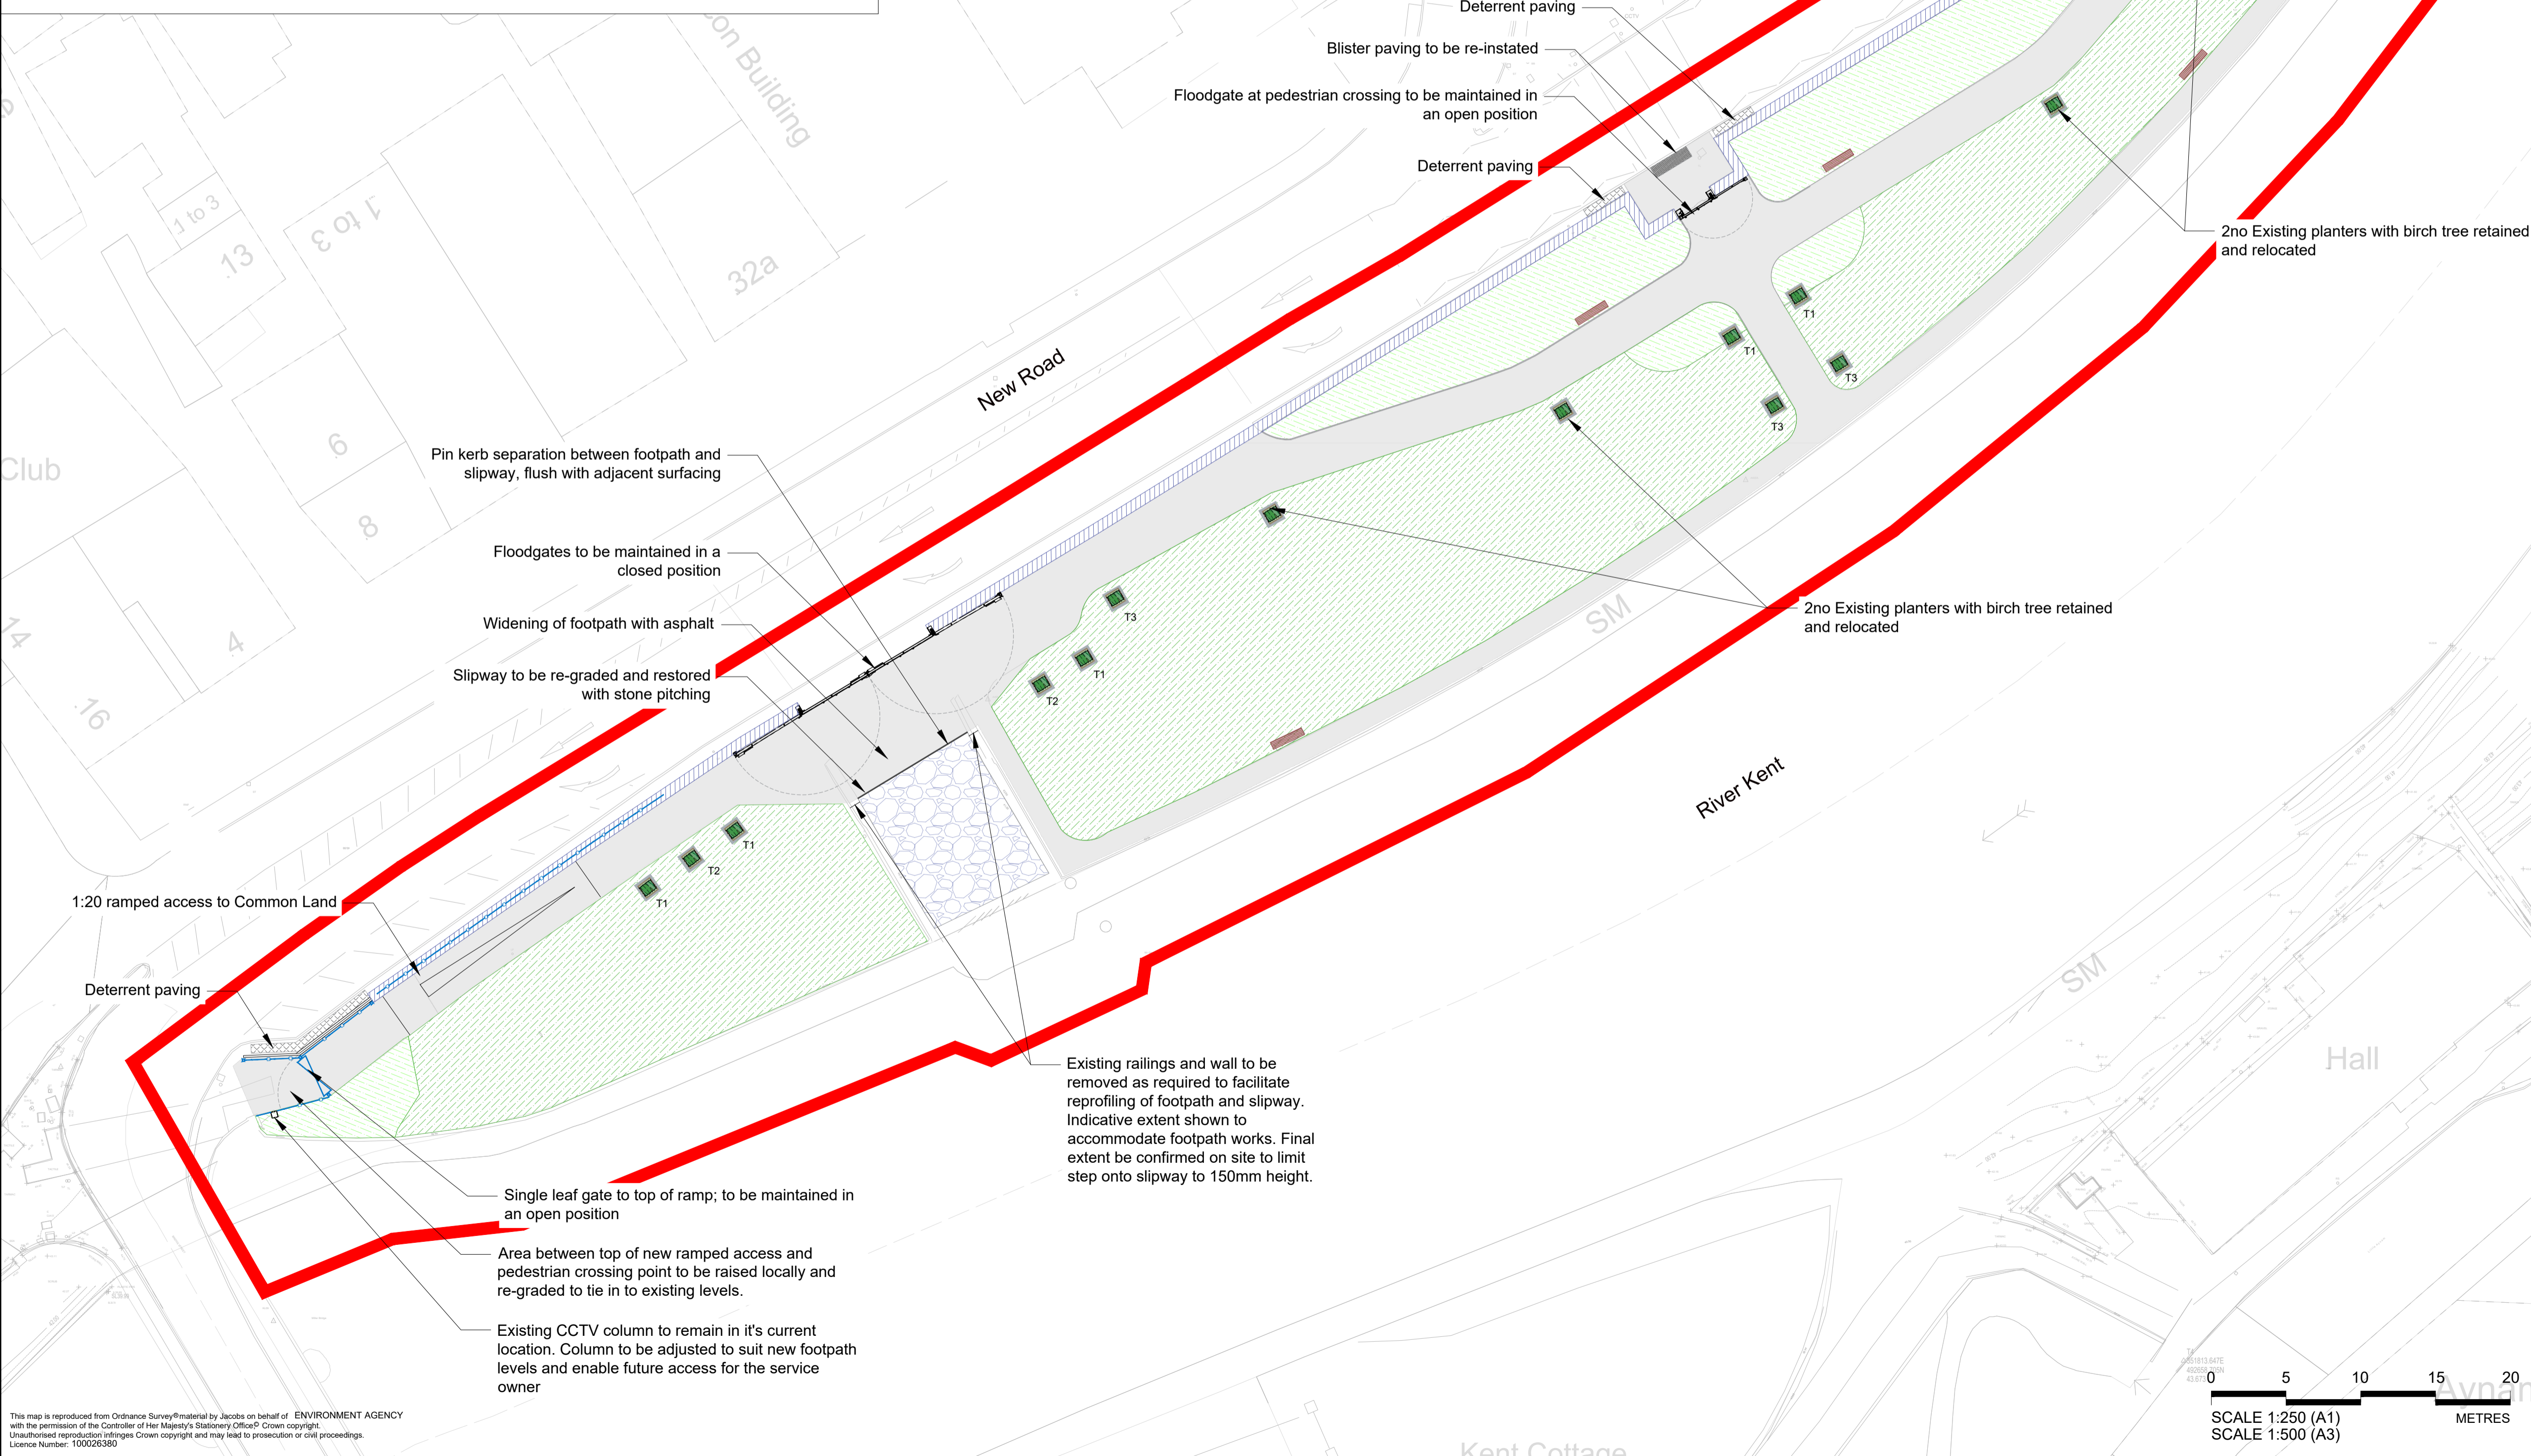 Deterrent paving
CCTV
Blister paving to be re-instated
Floodgate at pedestrian crossing to be maintained in
an open position
Deterrent paving
2no Existing planters with birch tree retained
and relocated
on Building
1 to 3
13
1 to 3
32a
6
8
Club
14
4
16
New Road
T1
T1
T3
T3
Pin kerb separation between footpath and
slipway, flush with adjacent surfacing
Floodgates to be maintained in a
closed position
Widening of footpath with asphalt
Slipway to be re-graded and restored
with stone pitching
T3
T1
T2
SM
2no Existing planters with birch tree retained
and relocated
River Kent
T1
T2
T1
1:20 ramped access to Common Land
Deterrent paving
SM
Hall
Existing railings and wall to be
removed as required to facilitate
reprofiling of footpath and slipway.
Indicative extent shown to
accommodate footpath works. Final
extent be confirmed on site to limit
step onto slipway to 150mm height.
Single leaf gate to top of ramp; to be maintained in
an open position
Area between top of new ramped access and
pedestrian crossing point to be raised locally and
re-graded to tie in to existing levels.
Existing CCTV column to remain in it's current
location. Column to be adjusted to suit new footpath
levels and enable future access for the service
owner
This map is reproduced from Ordnance Survey® material by Jacobs on behalf of ENVIRONMENT AGENCY
with the permission of the Controller of Her Majesty's Stationery Office© Crown copyright.
Unauthorised reproduction infringes Crown copyright and may lead to prosecution or civil proceedings.
Licence Number: 100026380
Kent Cottage
Aynam
0 5 10 15 20
SCALE 1:250 (A1) METRES
SCALE 1:500 (A3)